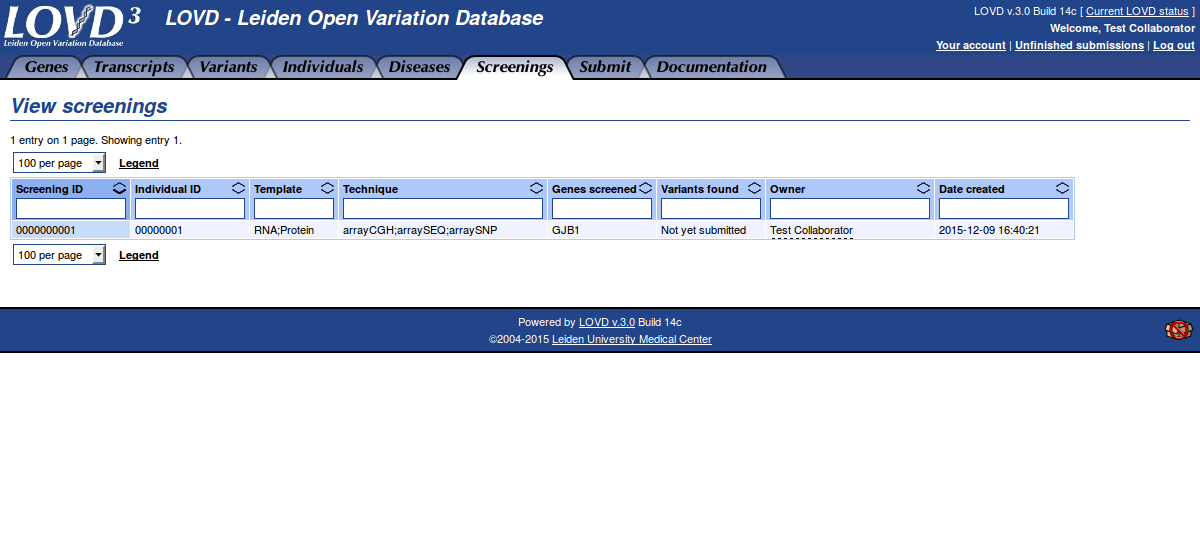 LOVD 3
Leiden Open Variation Database
LOVD - Leiden Open Variation Database
LOVD v.3.0 Build 14c [ Current LOVD status ]
Welcome, Test Collaborator
Your account | Unfinished submissions | Log out
Genes Transcripts Variants Individuals Diseases Screenings Submit Documentation
View screenings
1 entry on 1 page. Showing entry 1.
100 per page Legend
Screening ID Individual ID Template Technique Genes screened Variants found Owner Date created
0000000001 00000001 RNA;Protein arrayCGH;arraySEQ;arraySNP GJB1 Not yet submitted Test Collaborator 2015-12-09 16:40:21
100 per page Legend
Powered by LOVD v.3.0 Build 14c
©2004-2015 Leiden University Medical Center